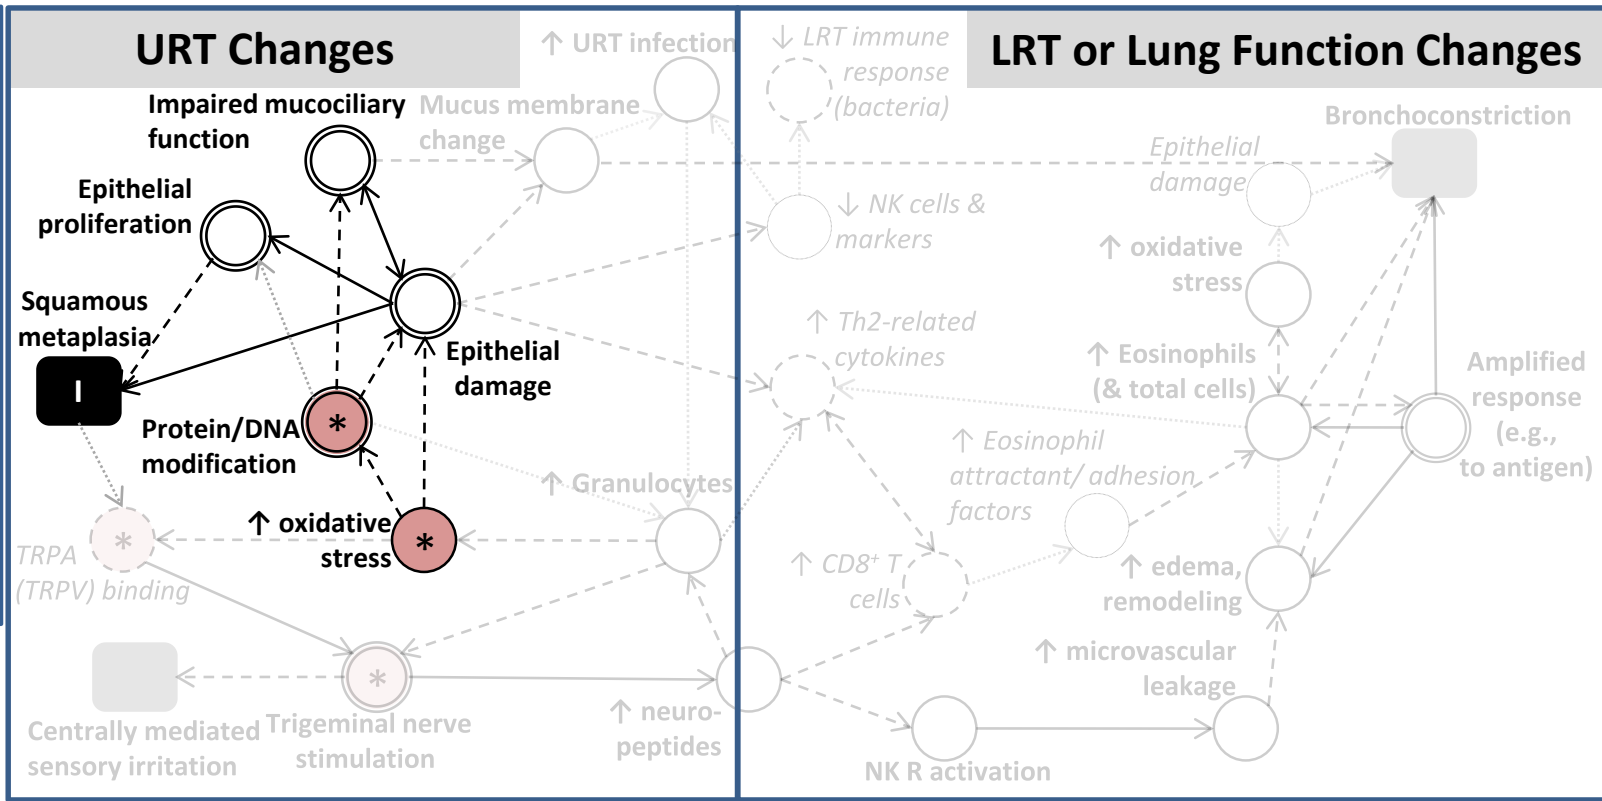 URT Changes
LRT or Lung Function Changes
↑ URT infection
Impaired mucociliary
function
Mucus membrane
change
Epithelial
proliferation
Squamous
metaplasia
I
Epithelial
damage
Protein/DNA
modification
*
↑ oxidative
stress
*
↑ Granulocytes
*
TRPA
(TRPV) binding
*
Centrally mediated
sensory irritation
Trigeminal nerve
stimulation
↑ neuro-
peptides
↓ LRT immune
response
(bacteria)
↓ NK cells &
markers
↑ Th2-related
cytokines
↑ CD8+ T
cells
↑ Eosinophil
attractant/ adhesion
factors
Bronchoconstriction
Epithelial
damage
↑ oxidative
stress
↑ Eosinophils
(& total cells)
Amplified
response
(e.g.,
to antigen)
↑ edema,
remodeling
↑ microvascular
leakage
NK R activation